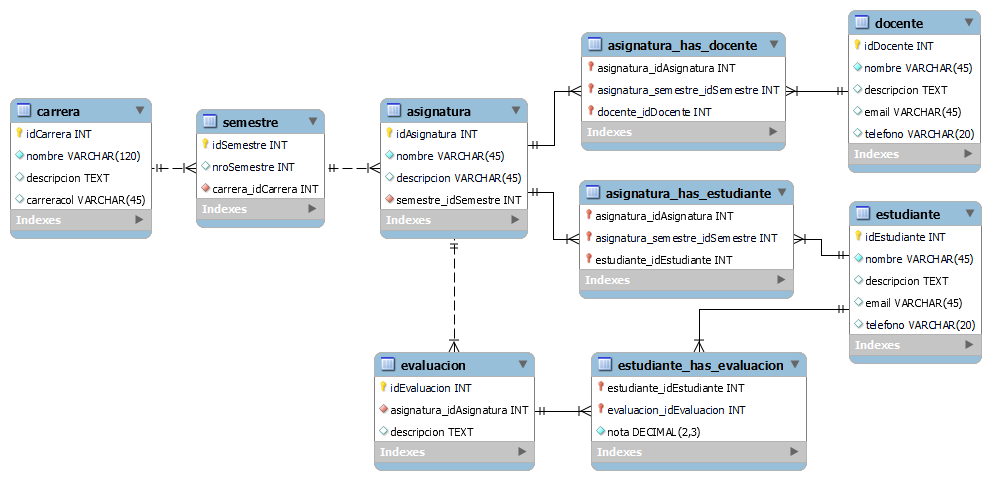 carrera
idCarrera INT
nombre VARCHAR(120)
descripcion TEXT
carreracol VARCHAR(45)
Indexes
semestre
idSemestre INT
nroSemestre INT
carrera_idCarrera INT
Indexes
asignatura
idAsignatura INT
nombre VARCHAR(45)
descripcion VARCHAR(45)
semestre_idSemestre INT
Indexes
asignatura_has_docente
asignatura_idAsignatura INT
asignatura_semestre_idSemestre INT
docente_idDocente INT
Indexes
docente
idDocente INT
nombre VARCHAR(45)
descripcion TEXT
email VARCHAR(45)
telefono VARCHAR(20)
Indexes
asignatura_has_estudiante
asignatura_idAsignatura INT
asignatura_semestre_idSemestre INT
estudiante_idEstudiante INT
Indexes
estudiante
idEstudiante INT
nombre VARCHAR(45)
descripcion TEXT
email VARCHAR(45)
telefono VARCHAR(20)
Indexes
evaluacion
idEvaluacion INT
asignatura_idAsignatura INT
descripcion TEXT
Indexes
estudiante_has_evaluacion
estudiante_idEstudiante INT
evaluacion_idEvaluacion INT
nota DECIMAL(2,3)
Indexes